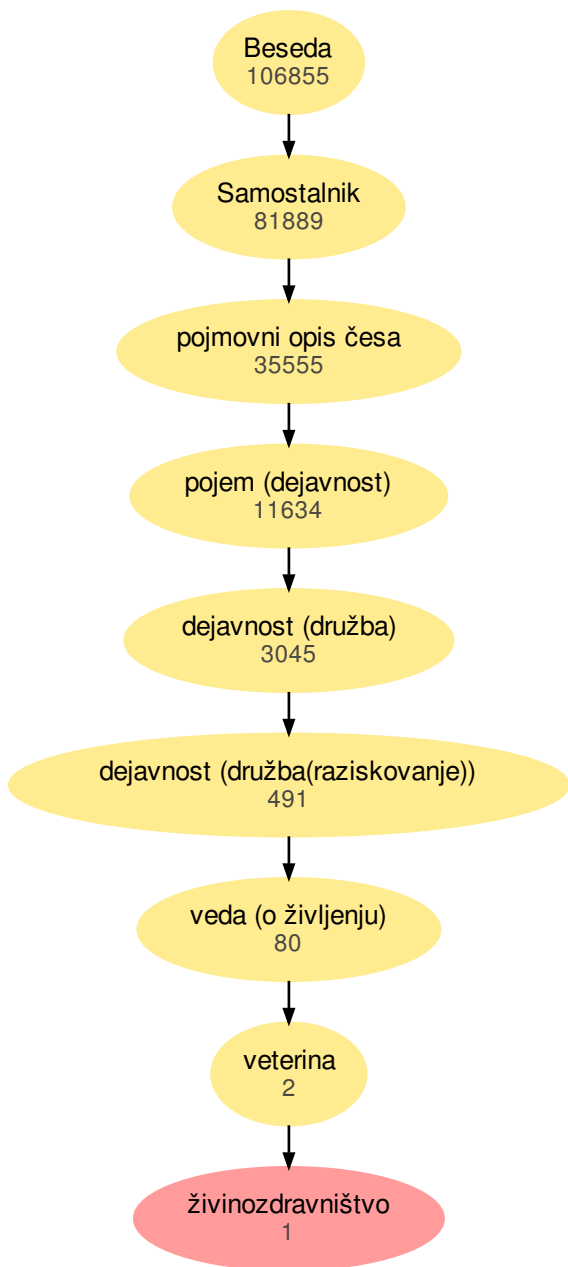 Beseda
106855
Samostalnik
81889
pojmovni opis česa
35555
pojem (dejavnost)
11634
dejavnost (družba)
3045
dejavnost (družba(raziskovanje))
491
veda (o življenju)
80
veterina
2
živinozdravništvo
1